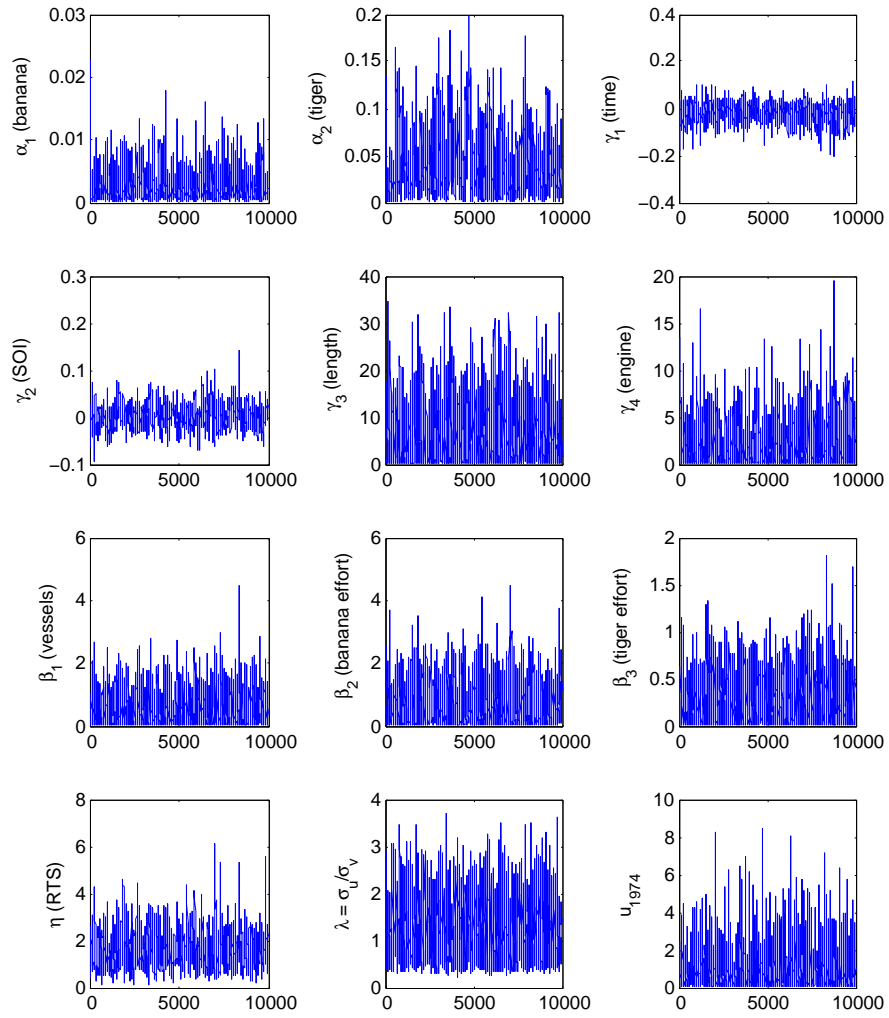 0.03
0.02
0.01
0
α1 (banana)
0 5000 10000
0.2
0.15
0.1
0.05
0
α2 (tiger)
0 5000 10000
0.4
0.2
0
−0.2
−0.4
γ1 (time)
0 5000 10000
0.3
0.2
0.1
0
−0.1
γ2 (SOI)
0 5000 10000
40
30
20
10
0
γ3 (length)
0 5000 10000
20
15
10
5
0
γ4 (engine)
0 5000 10000
6
4
2
0
β1 (vessels)
0 5000 10000
6
4
2
0
β2 (banana effort)
0 5000 10000
2
1.5
1
0.5
0
β3 (tiger effort)
0 5000 10000
8
6
4
2
0
η (RTS)
0 5000 10000
4
3
2
1
0
λ = σu/σv
0 5000 10000
10
8
6
4
2
0
u1974
0 5000 10000